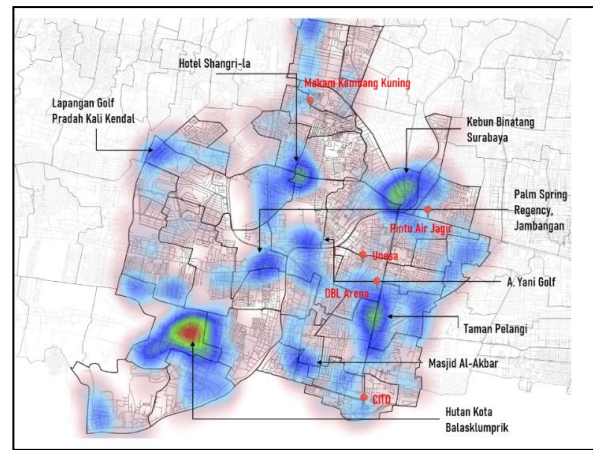 Hotel Shangri-la
Makam Kembang Kuning
Lapangan Golf
Pradah Kali Kendal
Kebun Binatang
Surabaya
Palm Spring
Regency,
Jambangan
Pintu Air Jagir
Unesa
DBL Arena
A. Yani Golf
Taman Pelangi
Masjid Al-Akbar
CITO
Hutan Kota
Balasklumprik